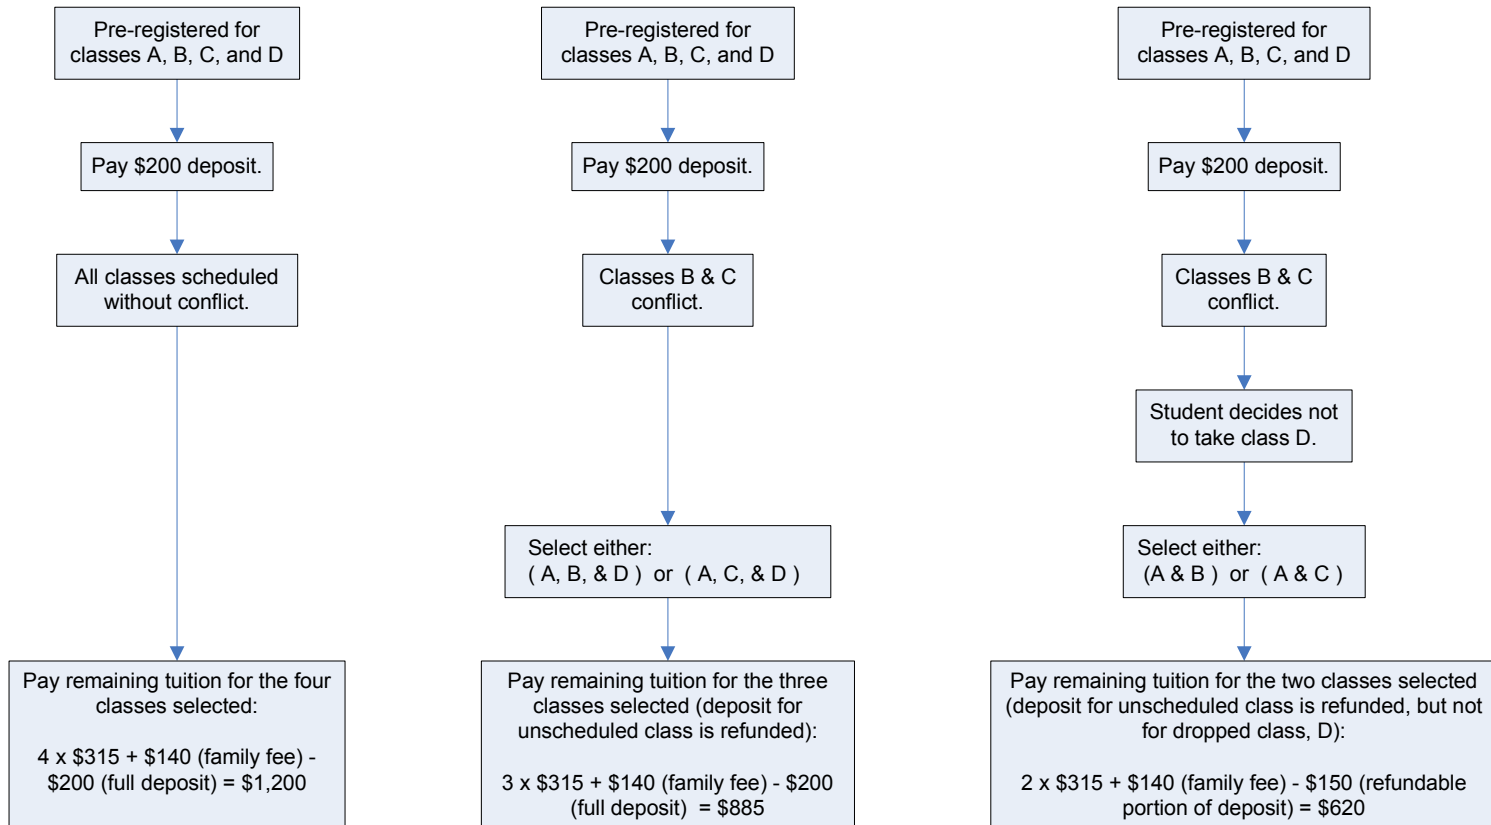 Pre-registered for
classes A, B, C, and D
Pay $200 deposit.
All classes scheduled
without conflict.
Pay remaining tuition for the four
classes selected:
4 x $315 + $140 (family fee) -
$200 (full deposit) = $1,200
Pre-registered for
classes A, B, C, and D
Pay $200 deposit.
Classes B & C
conflict.
Select either:
( A, B, & D )  or  ( A, C, & D )
Pay remaining tuition for the three
classes selected (deposit for
unscheduled class is refunded):
3 x $315 + $140 (family fee) - $200
(full deposit)  = $885
Pre-registered for
classes A, B, C, and D
Pay $200 deposit.
Classes B & C
conflict.
Student decides not
to take class D.
Select either:
(A & B )  or  ( A & C )
Pay remaining tuition for the two classes selected
(deposit for unscheduled class is refunded, but not
for dropped class, D):
2 x $315 + $140 (family fee) - $150 (refundable
portion of deposit) = $620